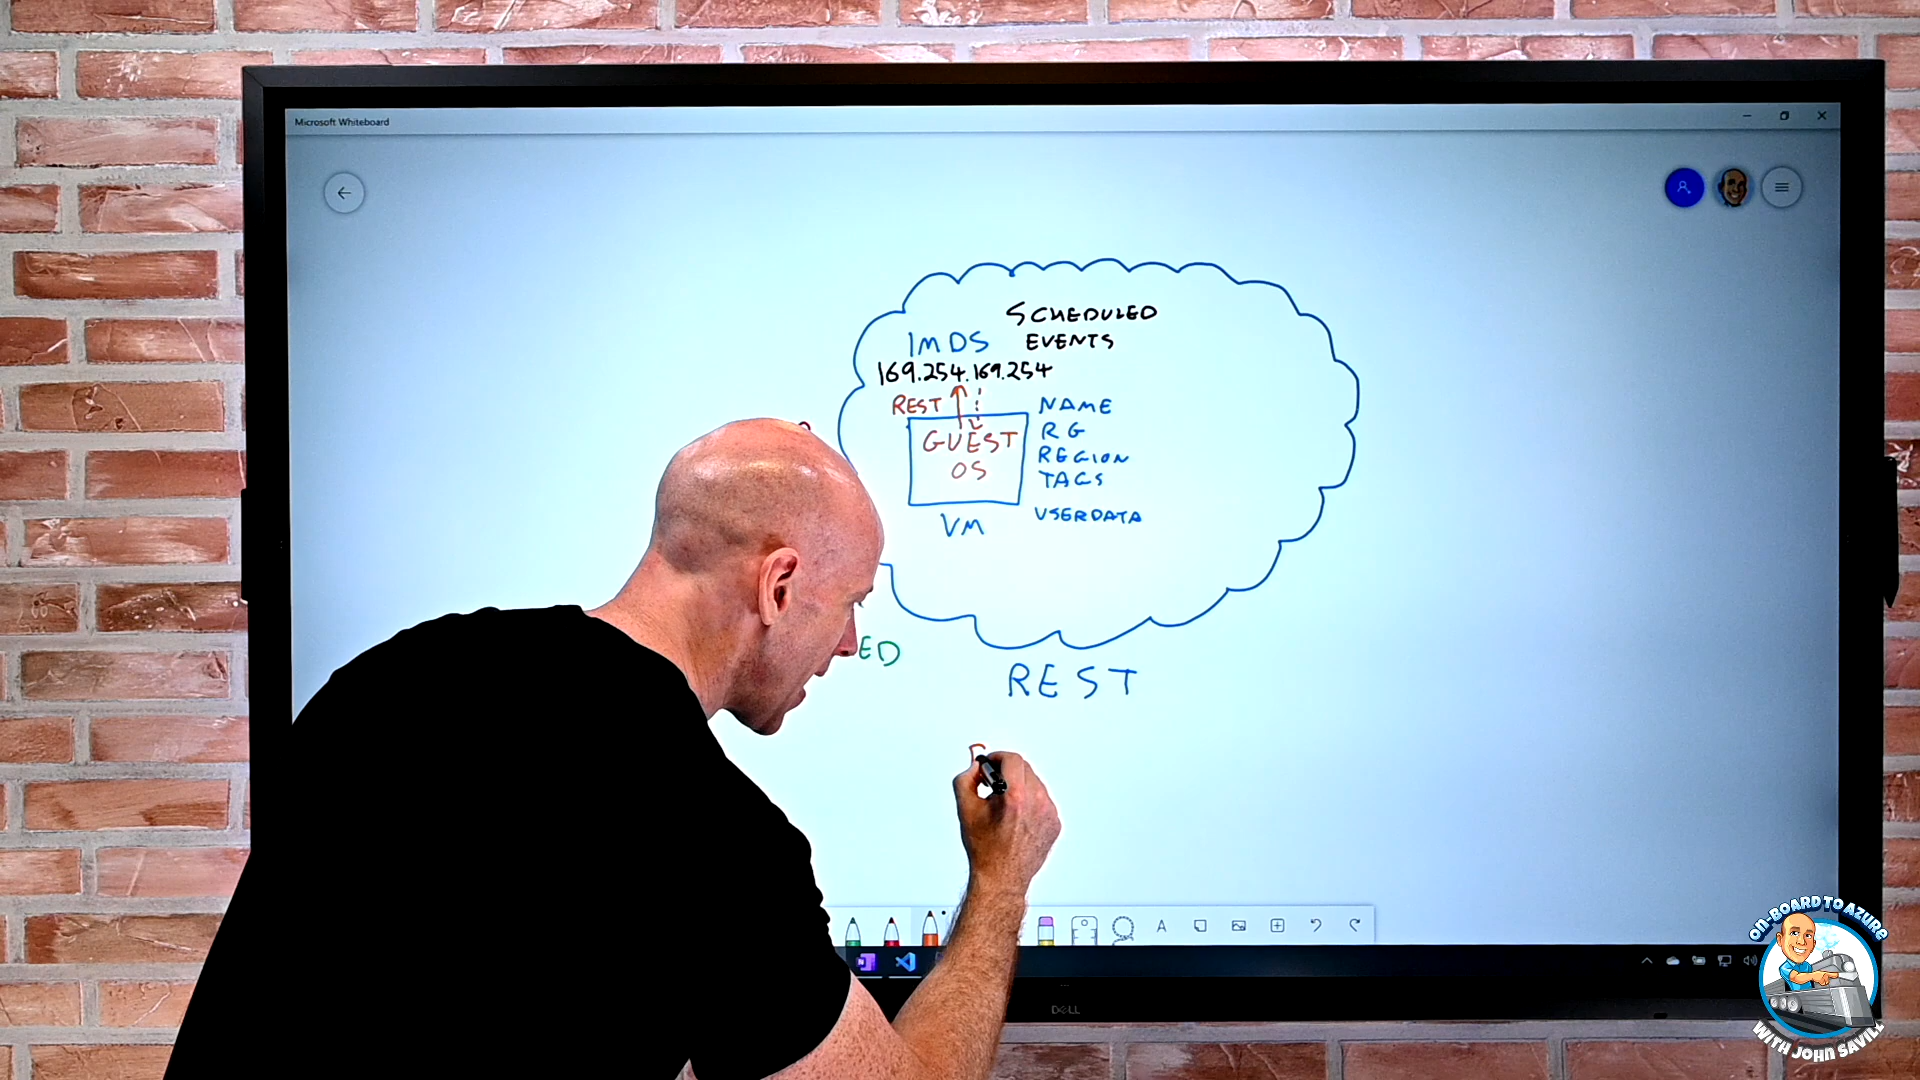 Microsoft Whiteboard
SCHEDULED
EVENTS
IMDS
169.254.169.254
REST
NAME
RG
REGION
TAGS
GUEST
OS
VM
USERDATA
ED
REST
A
DELL
ON-BOARD TO AZURE
WITH JOHN SAVILL